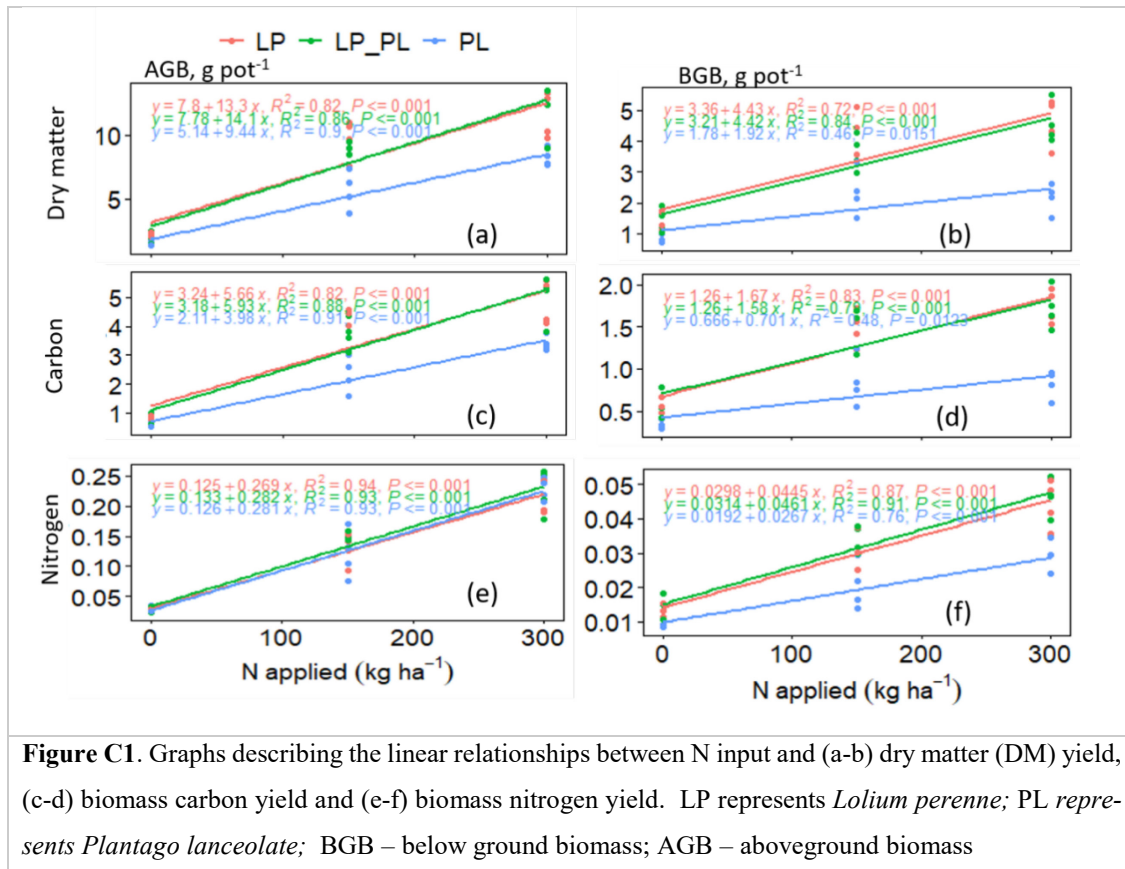 LP LP_PL PL
AGB, g pot⁻¹
BGB, g pot⁻¹
Dry matter
10
5
y = 7.8+13.3 x, R² = 0.82, P <= 0.001
y = 7.78+14.1 x, R² = 0.86, P <= 0.001
y = 5.14+9.44 x, R² = 0.9, P <= 0.001
(a)
5
4
3
2
1
y = 3.36+4.43 x, R² = 0.72, P <= 0.001
y = 3.21+4.42 x, R² = 0.84, P <= 0.001
y = 1.78+1.92 x, R² = 0.46, P = 0.0151
(b)
Carbon
5
4
3
2
1
y = 3.24+5.66 x, R² = 0.82, P <= 0.001
y = 3.18+5.93 x, R² = 0.88, P <= 0.001
y = 2.11+3.98 x, R² = 0.91, P <= 0.001
(c)
2.0
1.5
1.0
0.5
y = 1.26+1.67 x, R² = 0.83, P <= 0.001
y = 1.26+1.58 x, R² P <= 0.001
y = 0.666+0.701 x, R² = 0.48, P = 0.0123
(d)
Nitrogen
0.25
0.20
0.15
0.10
0.05
y = 0.125+0.269 x, R² = 0.94, P <= 0.001
y = 0.133+0.282 x, R² = 0.93, P <= 0.001
y = 0.126+0.281 x, R² = 0.93, P <= 0.001
(e)
0.05
0.04
0.03
0.02
0.01
y = 0.0298+0.0445 x, R² = 0.87, P <= 0.001
y = 0.0314+0.0461 x, R² = 0.91, P <= 0.001
y = 0.0192+0.0267 x, R² = 0.76, P <= 0.001
(f)
0 100 200 300
N applied (kg ha⁻¹)
0 100 200 300
N applied (kg ha⁻¹)
Figure C1. Graphs describing the linear relationships between N input and (a-b) dry matter (DM) yield,
(c-d) biomass carbon yield and (e-f) biomass nitrogen yield. LP represents Lolium perenne; PL repre-
sents Plantago lanceolate; BGB – below ground biomass; AGB – aboveground biomass